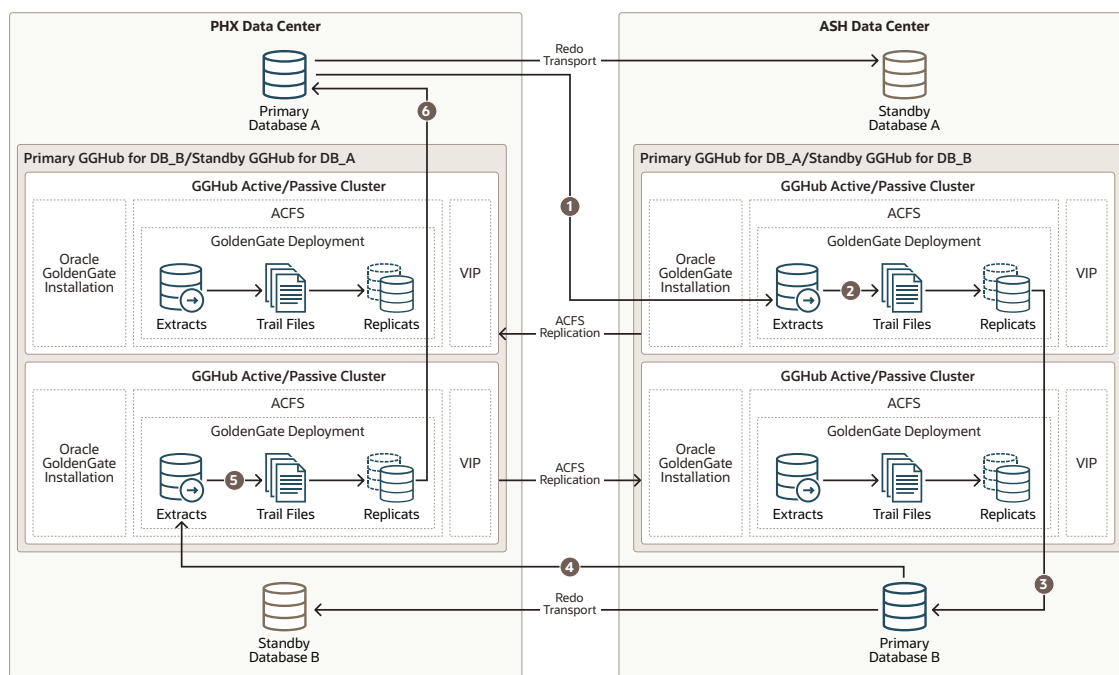 PHX Data Center
Primary
Database A
6
Primary GGHub for DB_B/Standby GGHub for DB_A
GGHub Active/Passive Cluster
Oracle
GoldenGate
Installation
ACFS
GoldenGate Deployment
Extracts
Trail Files
Replicats
VIP
GGHub Active/Passive Cluster
Oracle
GoldenGate
Installation
ACFS
GoldenGate Deployment
5
Extracts
Trail Files
Replicats
VIP
Standby
Database B
Redo
Transport
1
ACFS
Replication
ACFS
Replication
4
Redo
Transport
ASH Data Center
Standby
Database A
Primary GGHub for DB_A/Standby GGHub for DB_B
GGHub Active/Passive Cluster
Oracle
GoldenGate
Installation
ACFS
GoldenGate Deployment
2
Extracts
Trail Files
Replicats
VIP
GGHub Active/Passive Cluster
Oracle
GoldenGate
Installation
ACFS
GoldenGate Deployment
Extracts
Trail Files
Replicats
VIP
3
Primary
Database B